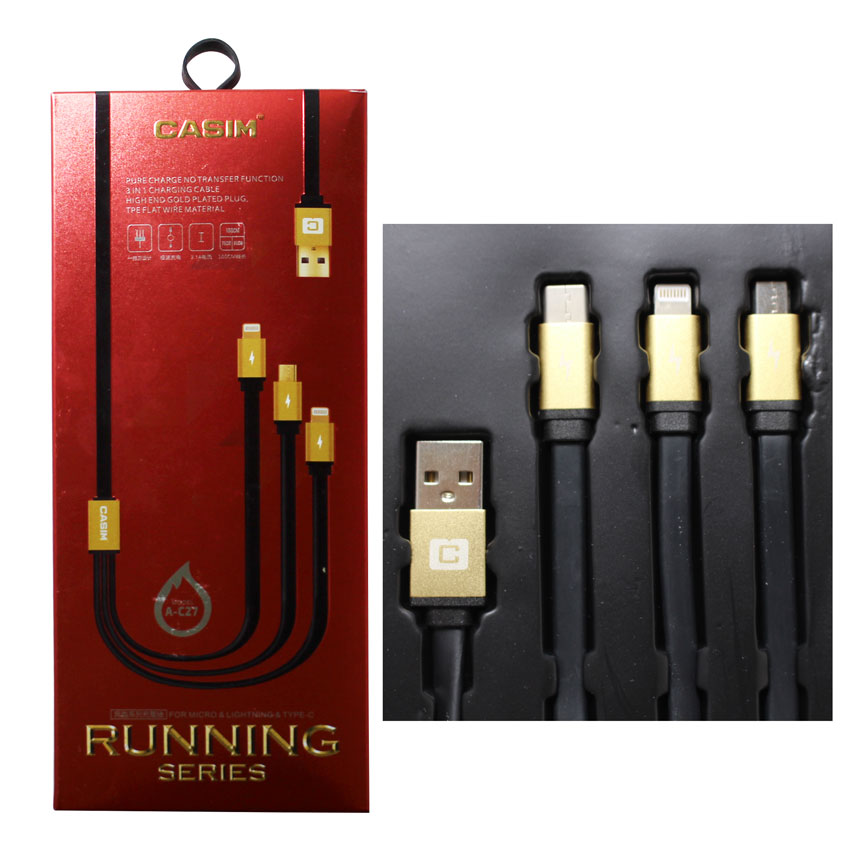 CASIM
PURE CHARGE NO TRANSFER FUNCTION
3 IN 1 CHARGING CABLE
HIGH END GOLD PLATED PLUG,
TPE FLAT WIRE MATERIAL
C
CASIM
A-C27
FOR MICRO & LIGHTNING & TYPE-C
RUNNING
SERIES
C